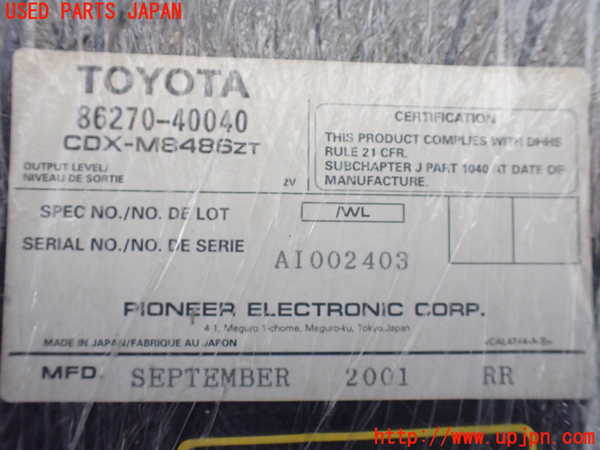 USED PARTS JAPAN
TOYOTA
86270-40040
CDX-M8486ZT
OUTPUT LEVEL/
NIVEAU DE SORTIE
2V
CERTIFICATION
THIS PRODUCT COMPLIES WITH DHHS
RULE 21 CFR.
SUBCHAPTER J PART 1040 AT DATE OF
MANUFACTURE.
SPEC NO./NO. DE LOT
/WL
SERIAL NO./NO. DE SERIE
AI002403
PIONEER ELECTRONIC CORP.
4-1, Meguro 1-chome, Meguro-ku, Tokyo, Japan
MADE IN JAPAN/FABRIQUE AU JAPON
MFD. SEPTEMBER 2001 RR
http://www.upjpn.com